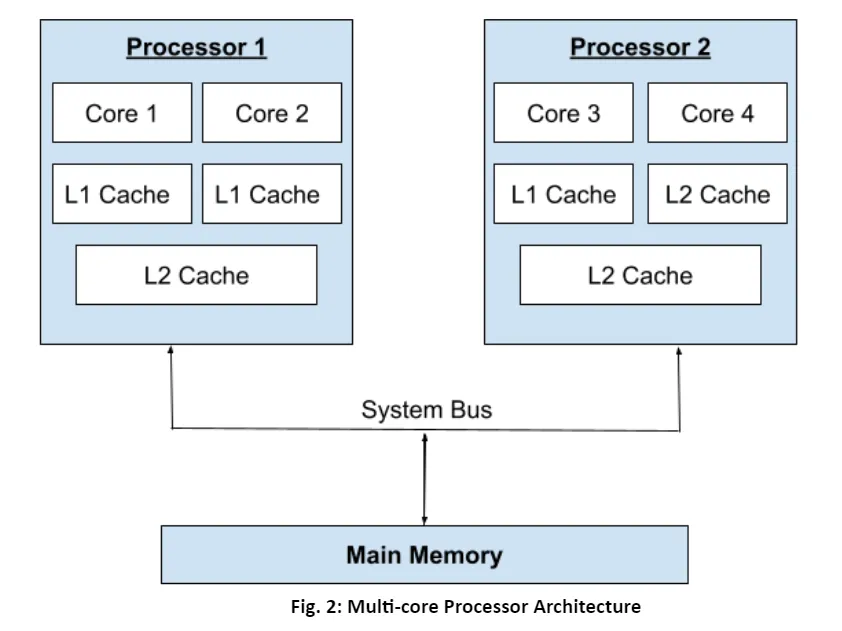 Processor 1
Processor 2
Core 1
Core 2
Core 3
Core 4
L1 Cache
L1 Cache
L1 Cache
L2 Cache
L2 Cache
L2 Cache
System Bus
Main Memory
Fig. 2: Multi-core Processor Architecture